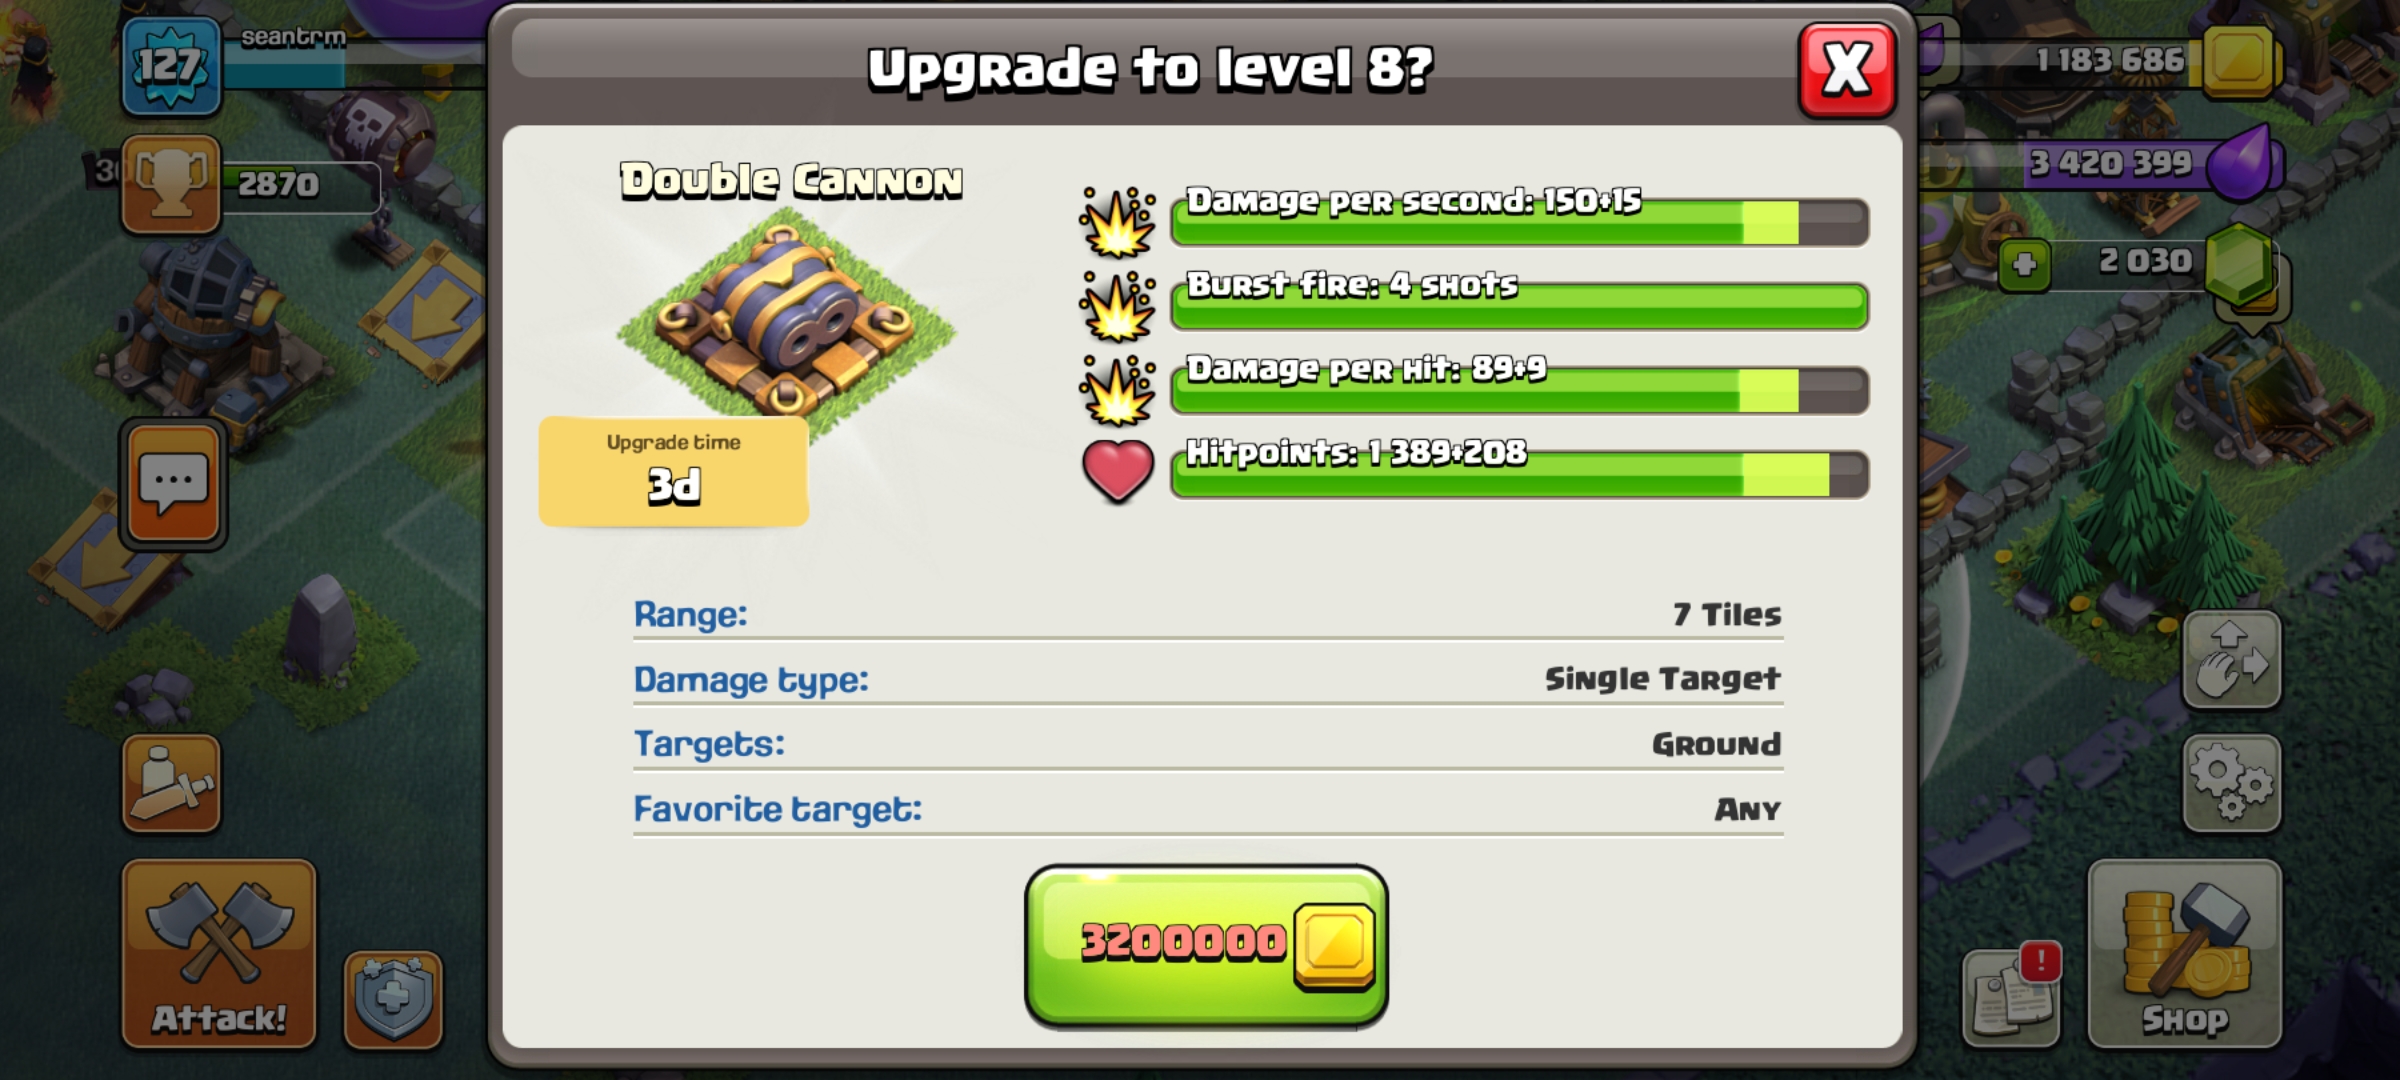 127
seantrm
2870
Upgrade to level 8?
X
1 183 686
3 420 399
2 030
Double Cannon
Upgrade time
3d
Damage per second: 150+15
Burst fire: 4 shots
Damage per hit: 89+9
Hitpoints: 1 389+208
Range: 7 Tiles
Damage type: Single Target
Targets: Ground
Favorite target: Any
3200000
Attack!
!
Shop